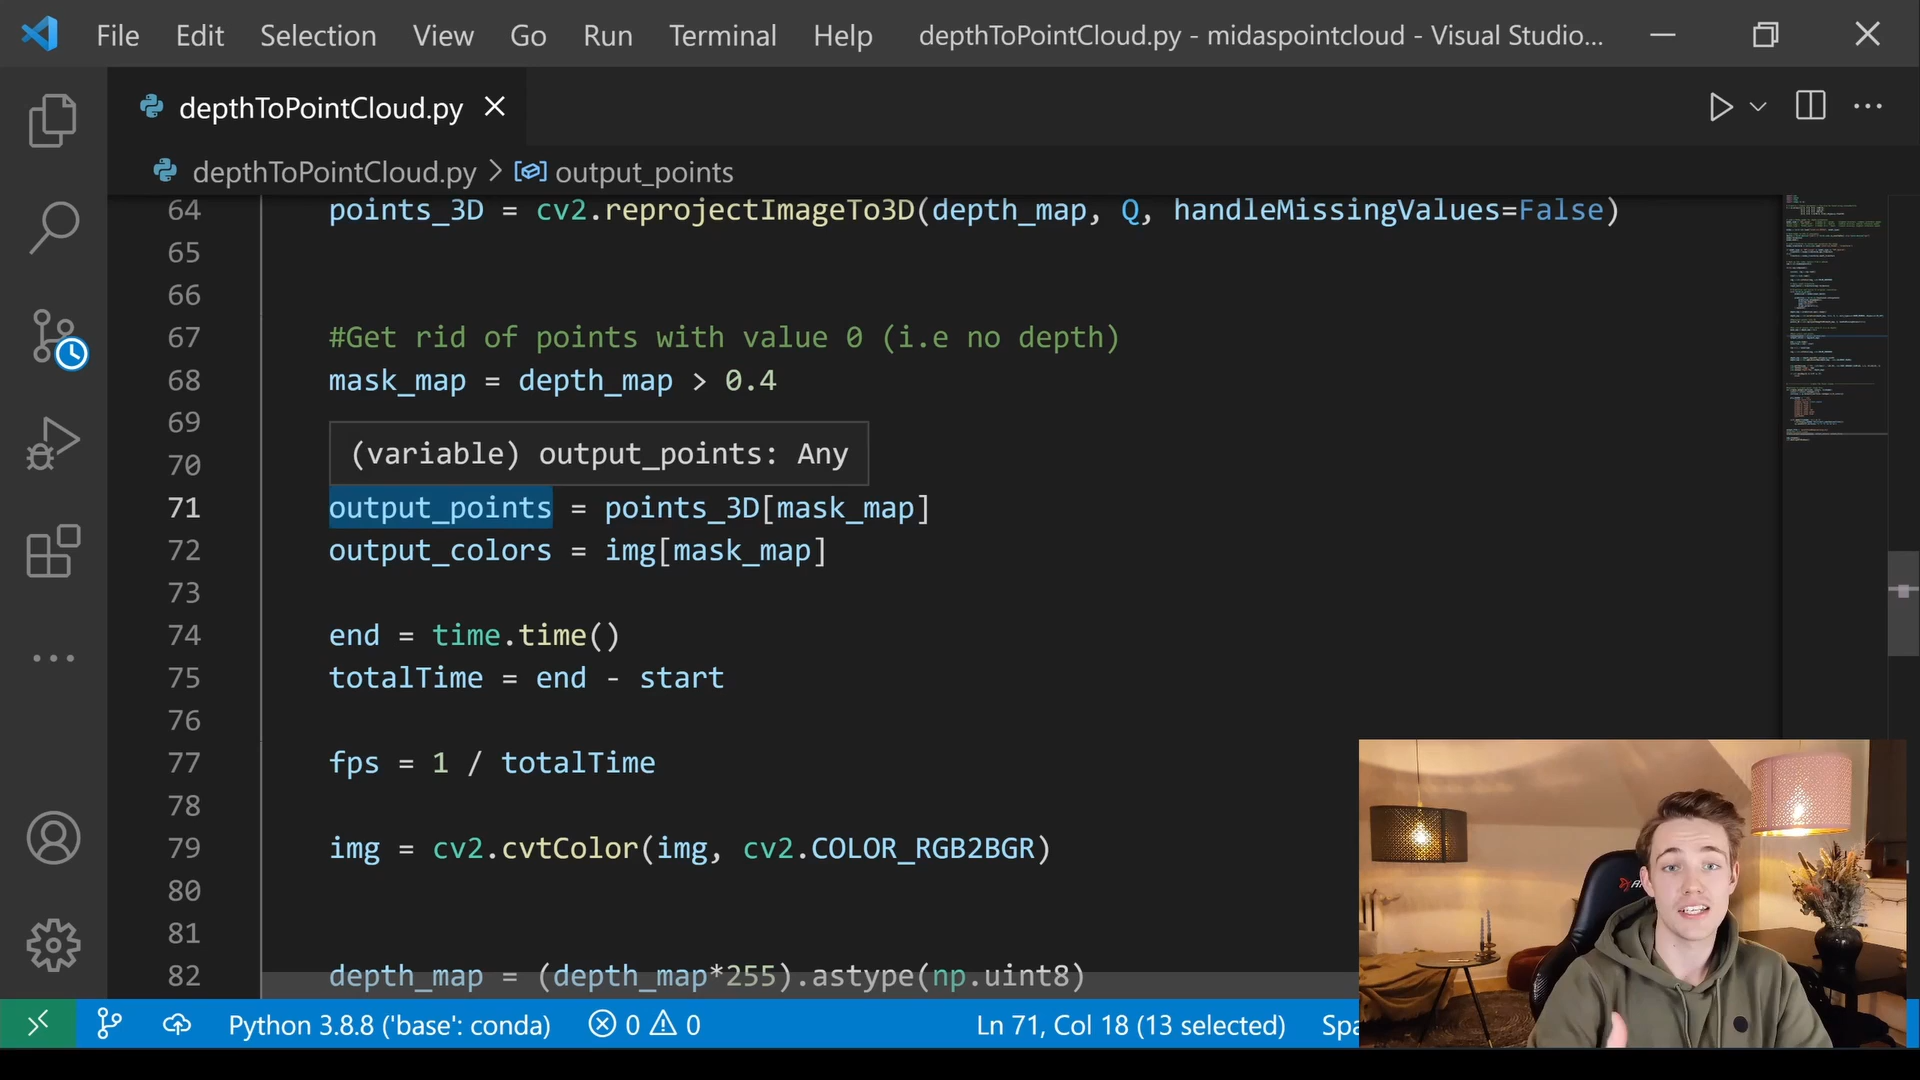 File Edit Selection View Go Run Terminal Help depthToPointCloud.py - midaspointcloud - Visual Studio...
depthToPointCloud.py
depthToPointCloud.py > output_points
64 points_3D = cv2.reprojectImageTo3D(depth_map, Q, handleMissingValues=False)
65
66
67 #Get rid of points with value 0 (i.e no depth)
68 mask_map = depth_map > 0.4
69
(variable) output_points: Any
70
71 output_points = points_3D[mask_map]
72 output_colors = img[mask_map]
73
74 end = time.time()
75 totalTime = end - start
76
77 fps = 1 / totalTime
78
79 img = cv2.cvtColor(img, cv2.COLOR_RGB2BGR)
80
81
82 depth_map = (depth_map*255).astype(np.uint8)
Python 3.8.8 ('base': conda) 0 0 Ln 71, Col 18 (13 selected) Spa